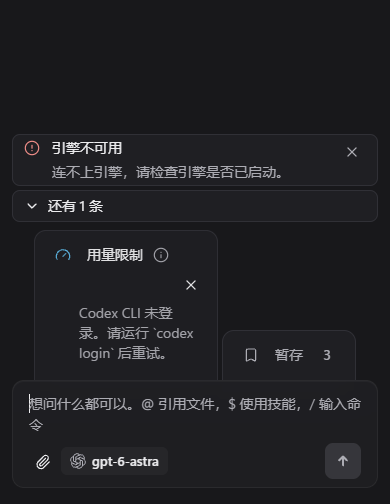 引擎不可用
连不上引擎，请检查引擎是否已启动。
还有 1 条
用量限制
Codex CLI 未登
录。请运行 `codex
login` 后重试。
暂存 3
想问什么都可以。@ 引用文件，$ 使用技能，/ 输入命
令
gpt-6-astra